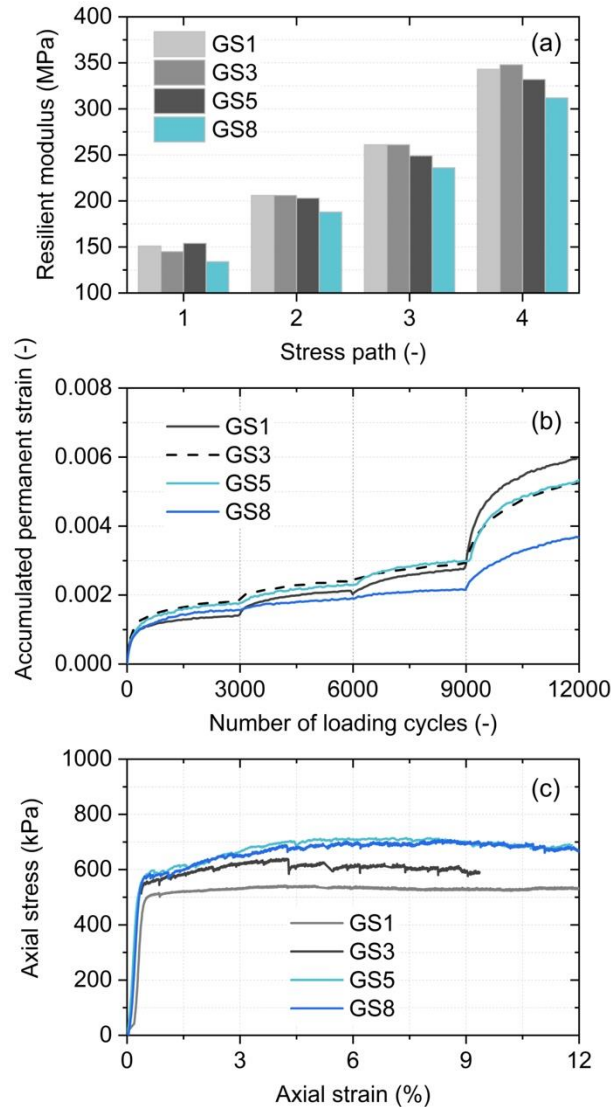 400
350
300
250
200
150
100
Resilient modulus (MPa)
GS1
GS3
GS5
GS8
(a)
1 2 3 4
Stress path (-)
0.008
0.006
0.004
0.002
0.000
Accumulated permanent strain (-)
GS1
GS3
GS5
GS8
(b)
0 3000 6000 9000 12000
Number of loading cycles (-)
1000
800
600
400
200
0
Axial stress (kPa)
(c)
GS1
GS3
GS5
GS8
0 3 6 9 12
Axial strain (%)